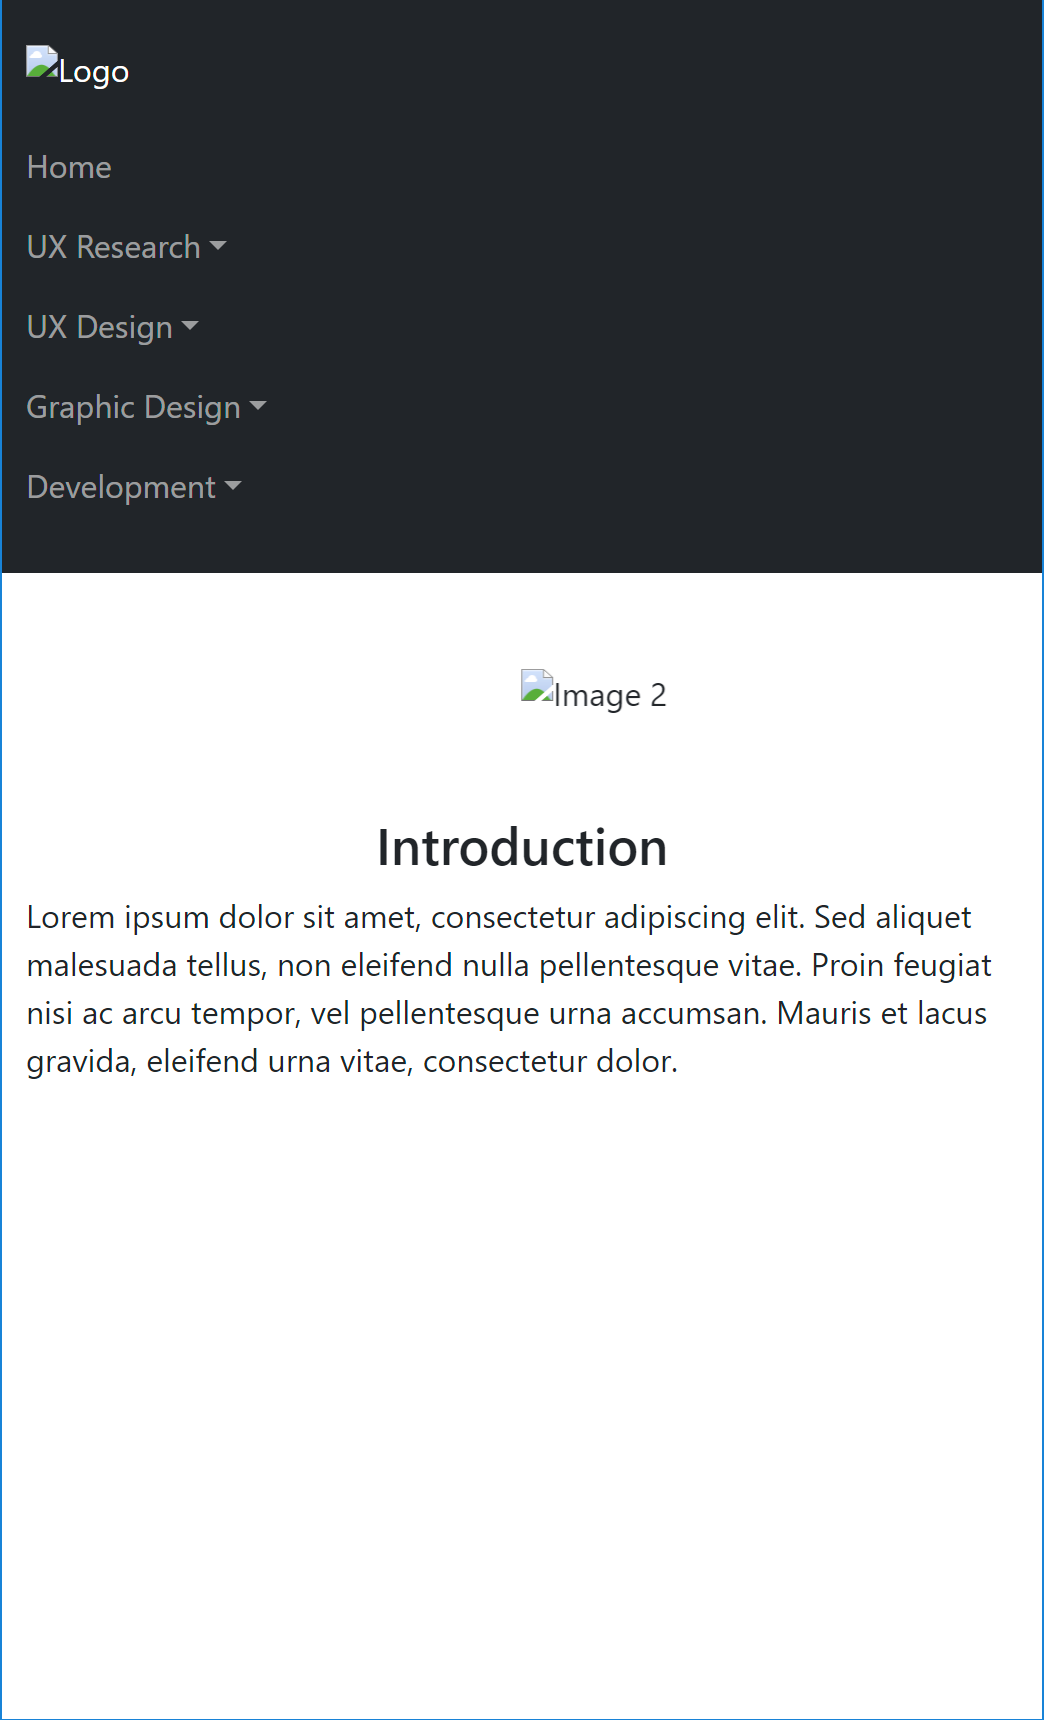 Logo
Home
UX Research
UX Design
Graphic Design
Development
Image 2
Introduction
Lorem ipsum dolor sit amet, consectetur adipiscing elit. Sed aliquet
malesuada tellus, non eleifend nulla pellentesque vitae. Proin feugiat
nisi ac arcu tempor, vel pellentesque urna accumsan. Mauris et lacus
gravida, eleifend urna vitae, consectetur dolor.